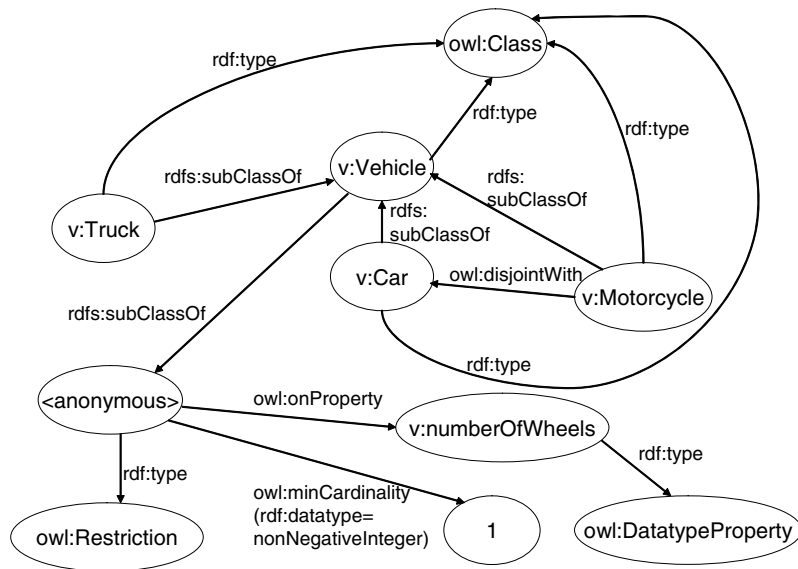 owl:Class
rdf:type
rdf:type
rdf:type
v:Vehicle
rdfs:subClassOf
rdfs:
subClassOf
v:Truck
rdfs:
subClassOf
v:Car
owl:disjointWith
v:Motorcycle
rdfs:subClassOf
rdf:type
<anonymous>
owl:onProperty
v:numberOfWheels
rdf:type
rdf:type
owl:minCardinality
(rdf:datatype=
nonNegativeInteger)
owl:Restriction
1
owl:DatatypeProperty